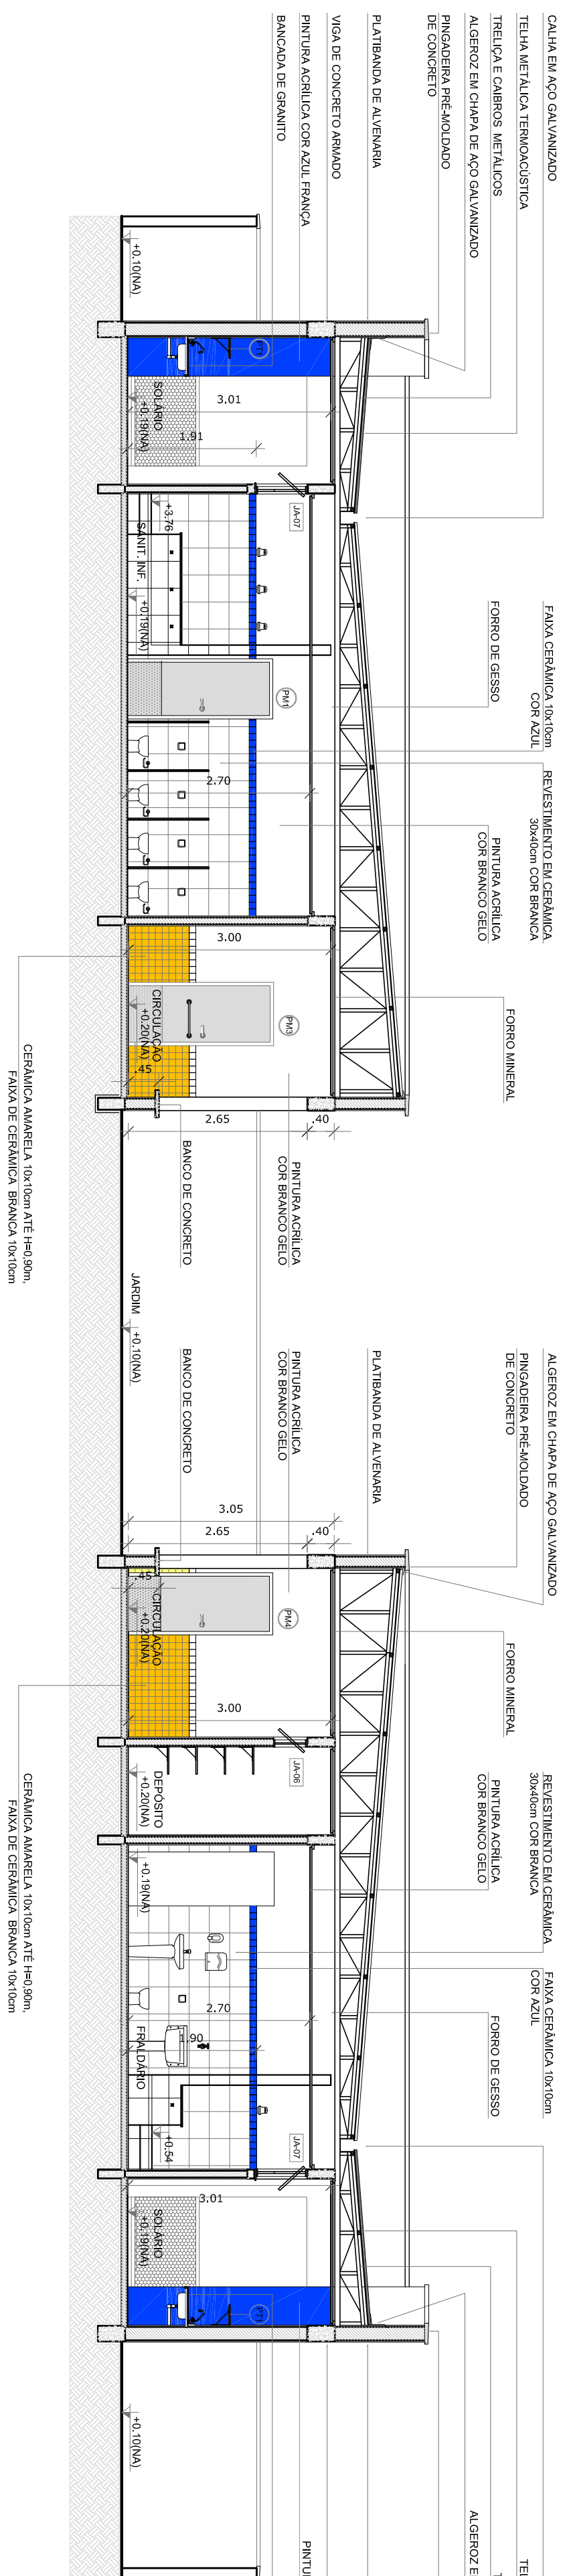 CALHA EM AÇO GALVANIZADO
TELHA METÁLICA TERMOACÚSTICA
TRELIÇA E CAIBROS METÁLICOS
ALGEROZ EM CHAPA DE AÇO GALVANIZADO
PINGADEIRA PRÉ-MOLDADO
DE CONCRETO
PLATIBANDA DE ALVENARIA
VIGA DE CONCRETO ARMADO
PINTURA ACRÍLICA COR AZUL FRANÇA
BANCADA DE GRANITO
FAIXA CERÂMICA 10x10cm
COR AZUL
REVESTIMENTO EM CERÂMICA
30x40cm COR BRANCA
FORRO DE GESSO
PINTURA ACRÍLICA
COR BRANCO GELO
FORRO MINERAL
PINTURA ACRÍLICA
COR BRANCO GELO
BANCO DE CONCRETO
ALGEROZ EM CHAPA DE AÇO GALVANIZADO
PINGADEIRA PRÉ-MOLDADO
DE CONCRETO
PLATIBANDA DE ALVENARIA
PINTURA ACRÍLICA
COR BRANCO GELO
BANCO DE CONCRETO
FORRO MINERAL
REVESTIMENTO EM CERÂMICA
30x40cm COR BRANCA
FAIXA CERÂMICA 10x10cm
COR AZUL
PINTURA ACRÍLICA
COR BRANCO GELO
FORRO DE GESSO
TEL
T
ALGEROZ E
PINTU
+0.10(NA)
3.01
1.91
SOLÁRIO
+0.19(NA)
JA-07
+3.76
SANIT. INF.
+0.19(NA)
PM1
2.70
3.00
PM3
CIRCULAÇÃO
+0.20(NA)
.45
2.65
.40
JARDIM
+0.10(NA)
3.05
2.65
.40
.45
CIRCULAÇÃO
+0.20(NA)
PM4
3.00
JA-06
DEPÓSITO
+0.20(NA)
+0.19(NA)
2.70
1.90
FRALDÁRIO
+0.54
JA-07
3.01
SOLÁRIO
+0.19(NA)
+0.10(NA)
CERÂMICA AMARELA 10x10cm ATÉ H=0,90m,
FAIXA DE CERÂMICA BRANCA 10x10cm
CERÂMICA AMARELA 10x10cm ATÉ H=0,90m,
FAIXA DE CERÂMICA BRANCA 10x10cm